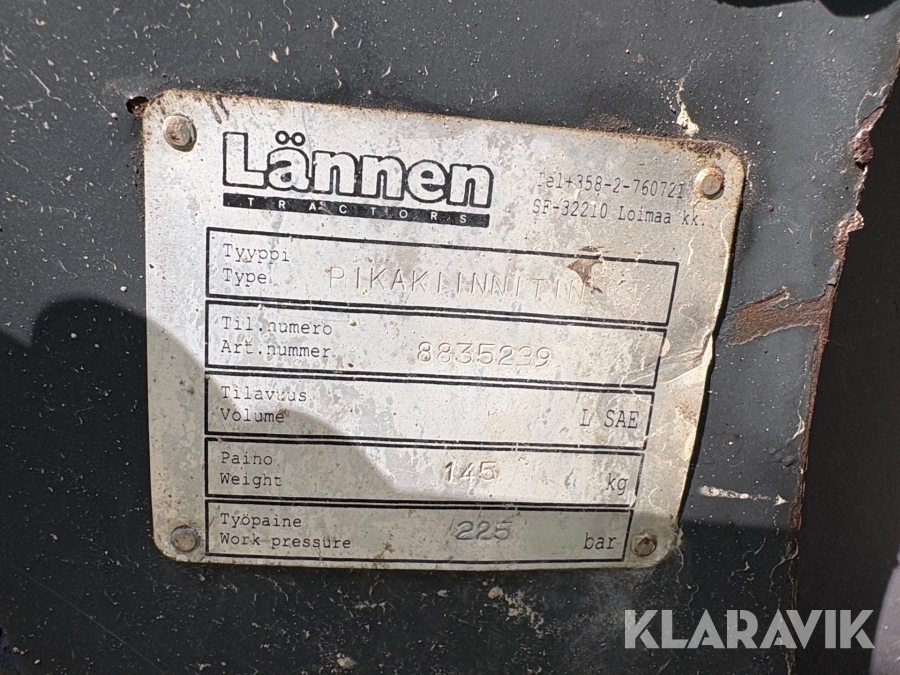 Lännen
TRACTORS
Tel+358-2-760721
SF-32210 Loimaa kk.
Tyyppi
Type PIKAKIINNITIN
Til.numero
Art.nummer 8835239
Tilavuus
Volume L SAE
Paino
Weight 145 kg
Työpaine
Work pressure 225 bar
KLARAVIK